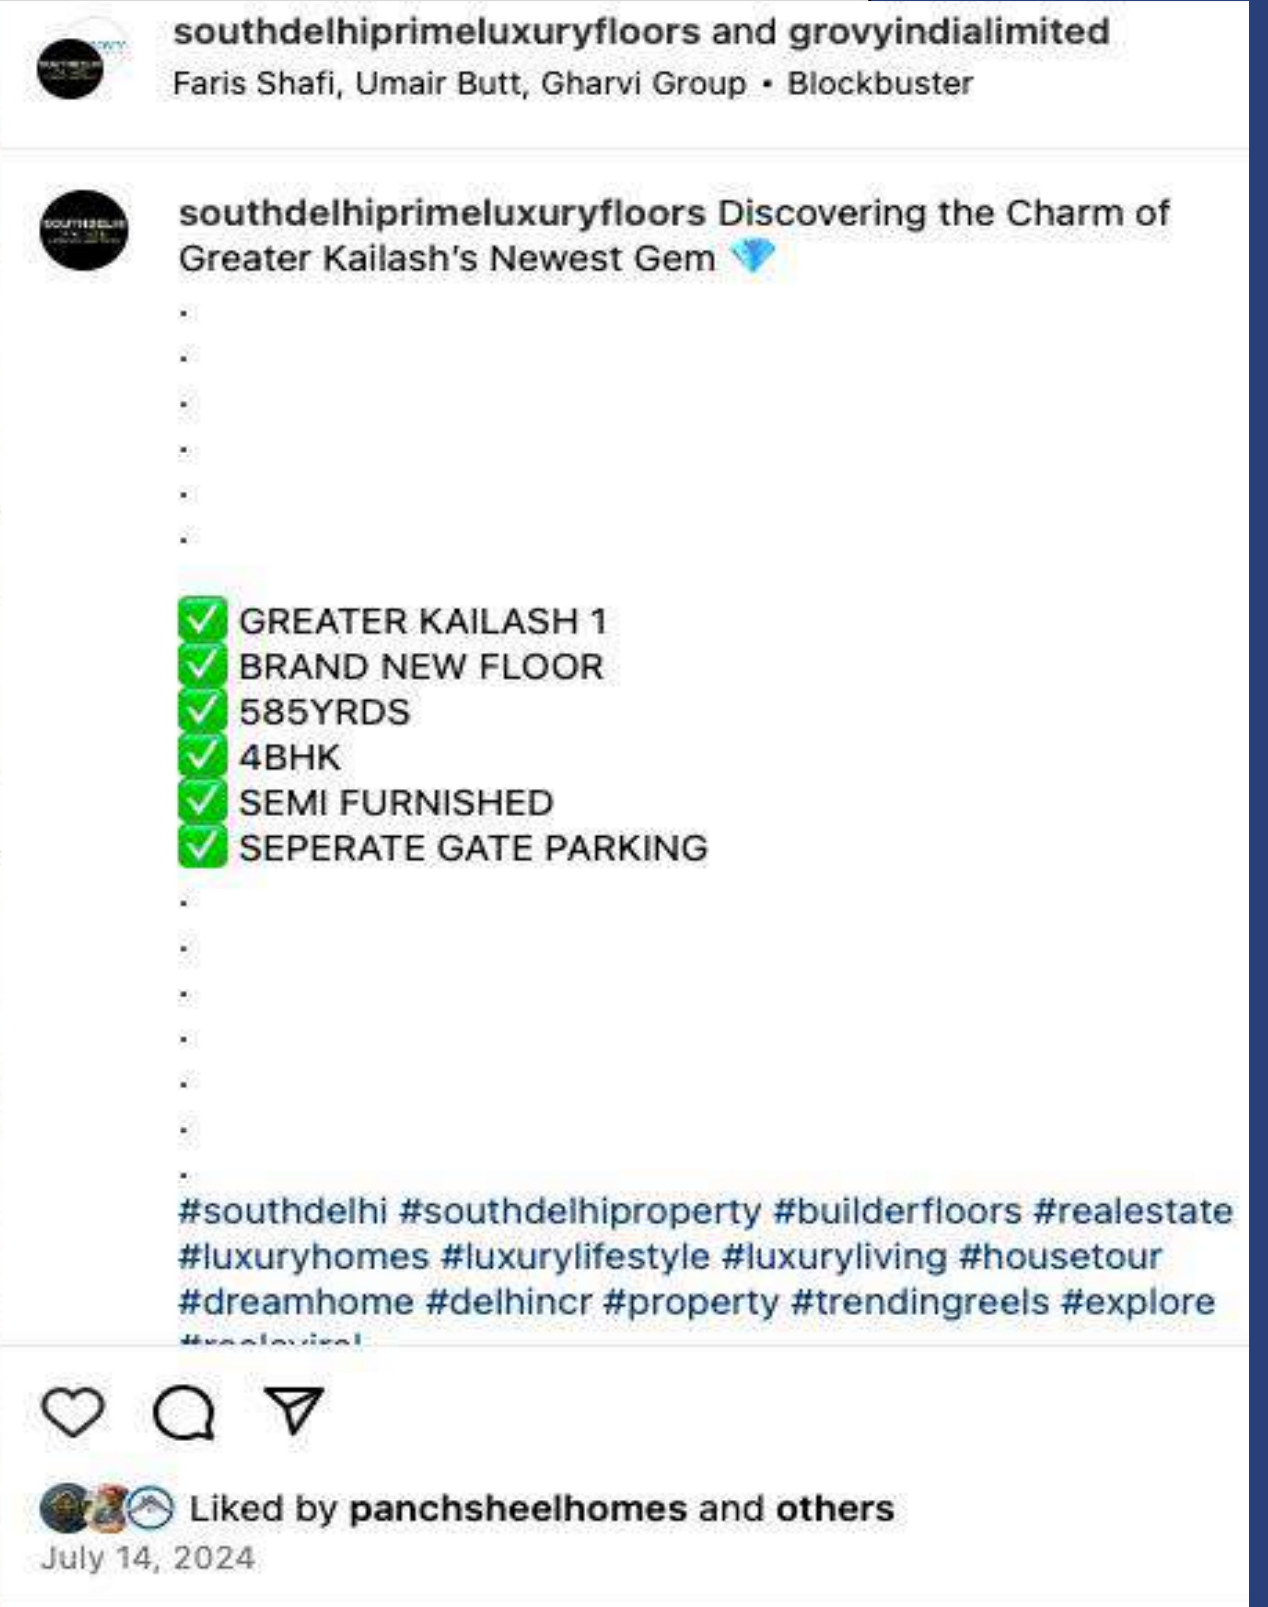 southdelhiprimeluxuryfloors and grovyindialimited
Faris Shafi, Umair Butt, Gharvi Group • Blockbuster
southdelhiprimeluxuryfloors Discovering the Charm of
Greater Kailash's Newest Gem 💎
.
.
.
.
.
.
✅ GREATER KAILASH 1
✅ BRAND NEW FLOOR
✅ 585YRDS
✅ 4BHK
✅ SEMI FURNISHED
✅ SEPERATE GATE PARKING
.
.
.
.
.
.
.
#southdelhi #southdelhiproperty #builderfloors #realestate
#luxuryhomes #luxurylifestyle #luxuryliving #housetour
#dreamhome #delhincr #property #trendingreels #explore
Liked by panchsheelhomes and others
July 14, 2024